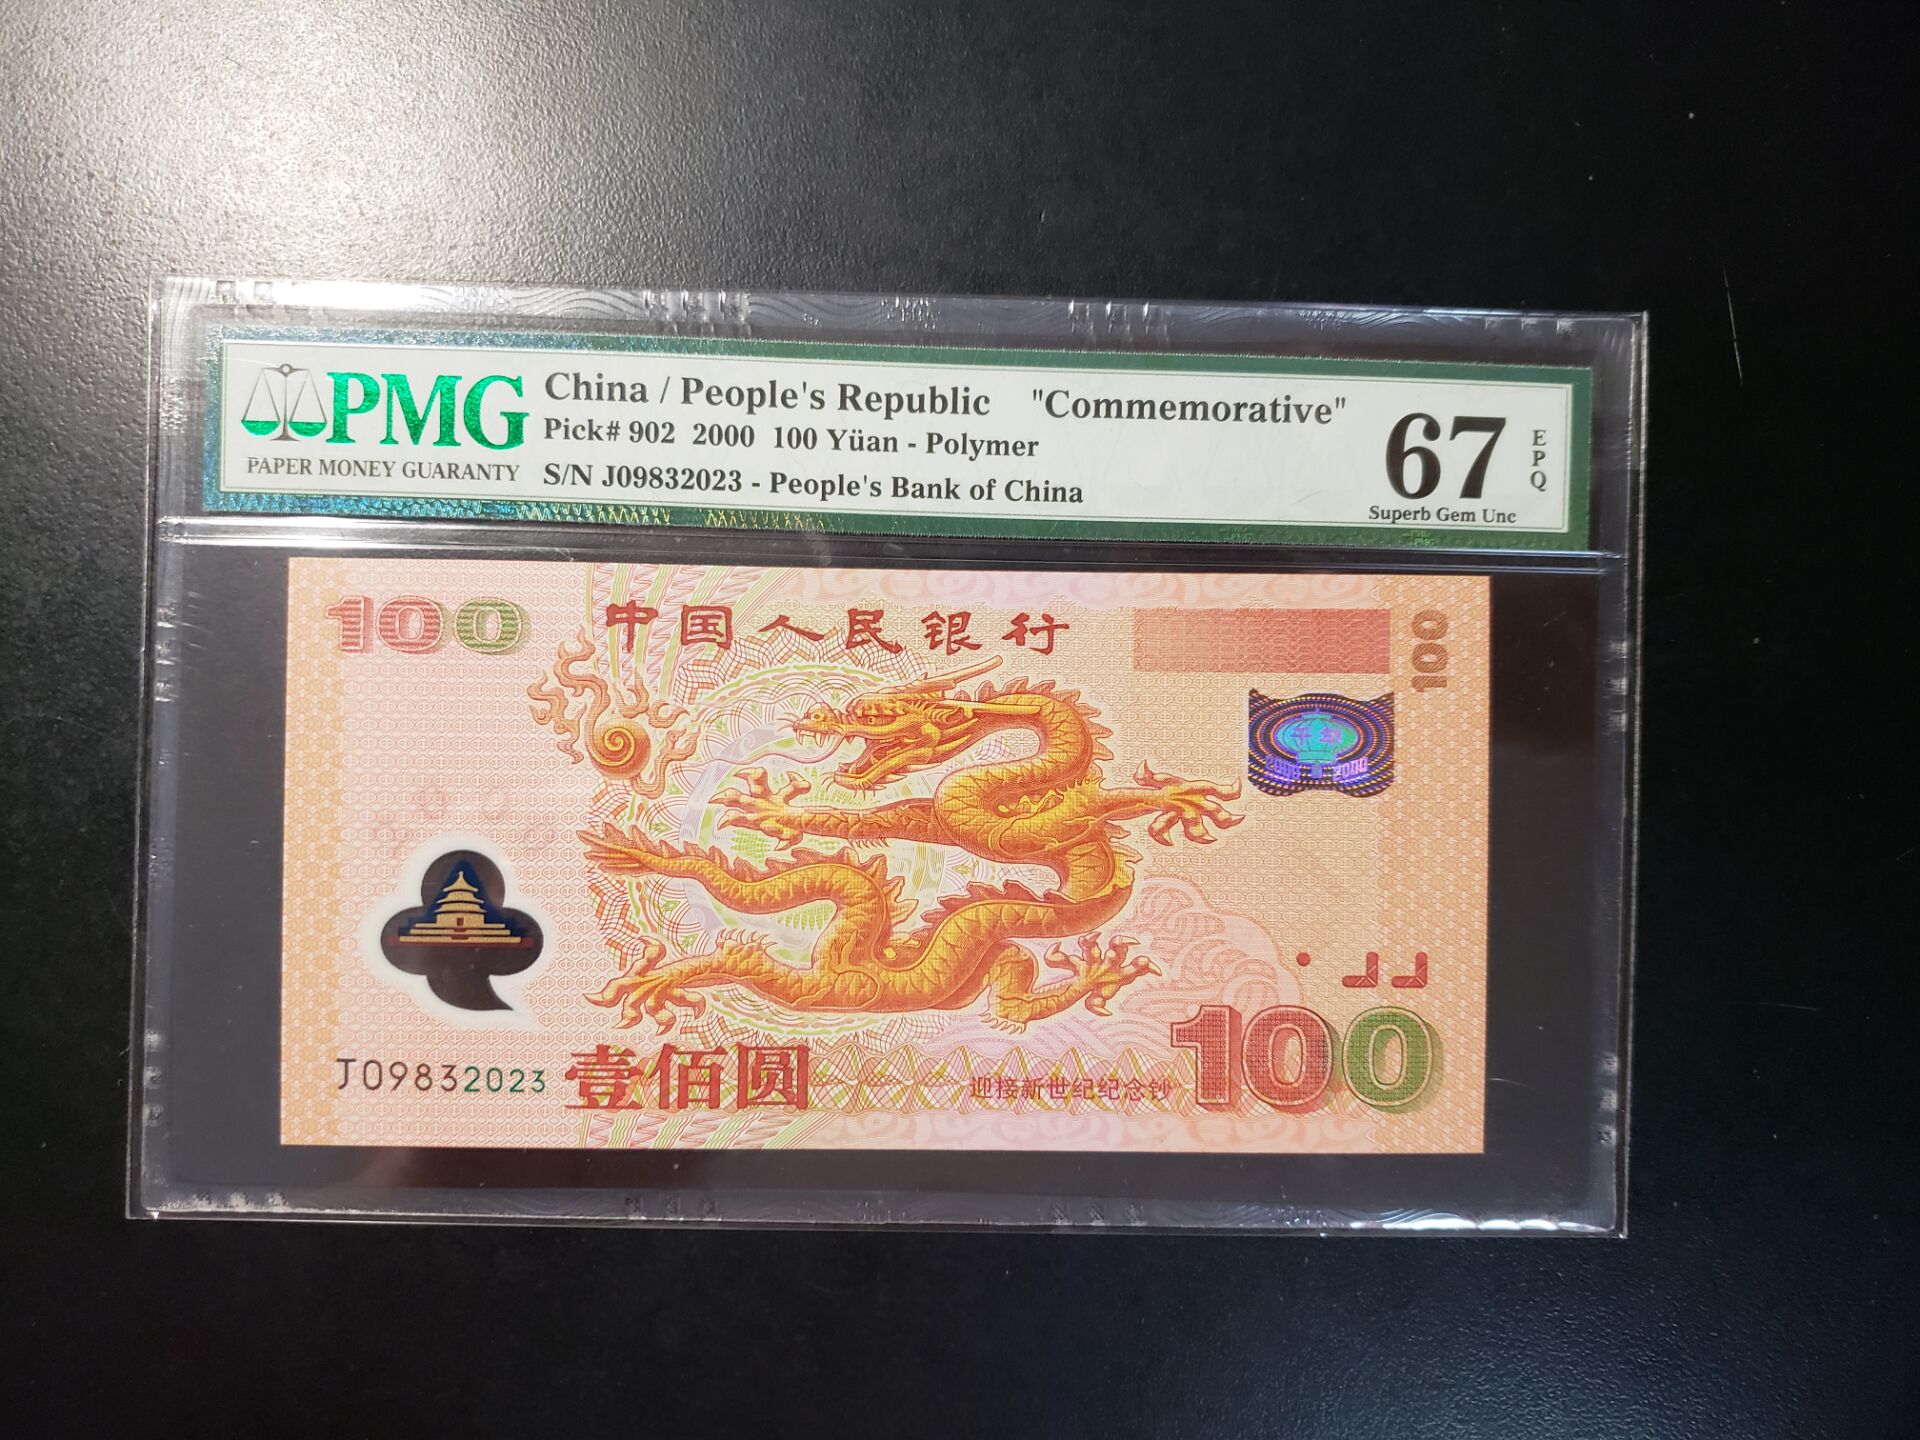 PMG
PAPER MONEY GUARANTY
China / People's Republic "Commemorative"
Pick# 902 2000 100 Yüan - Polymer
S/N J09832023 - People's Bank of China
67
EPQ
Superb Gem Unc
100
中国人民银行
100
2000 2000
J09832023
壹佰圆
迎接新世纪纪念钞
100